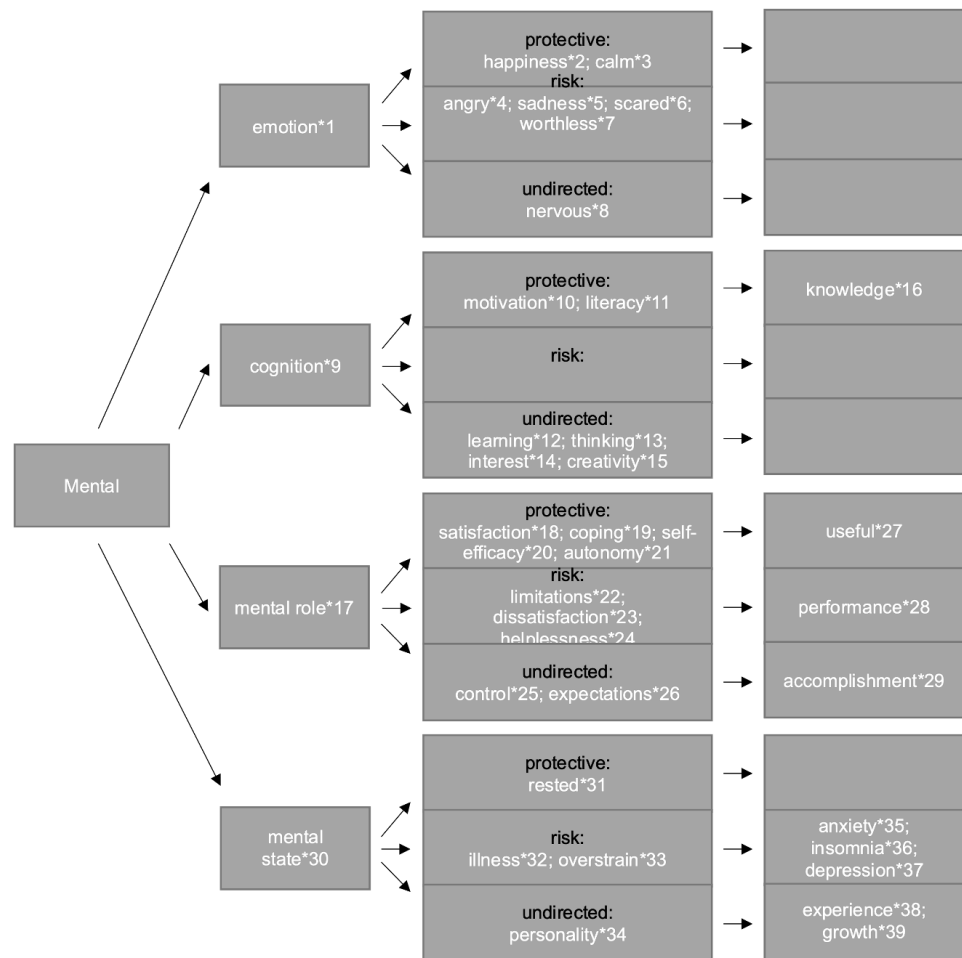 protective:
happiness*2; calm*3
risk:
angry*4; sadness*5; scared*6;
worthless*7
emotion*1
undirected:
nervous*8
protective:
motivation*10; literacy*11
knowledge*16
cognition*9
risk:
undirected:
learning*12; thinking*13;
interest*14; creativity*15
Mental
protective:
satisfaction*18; coping*19; self-
efficacy*20; autonomy*21
useful*27
mental role*17
risk:
limitations*22;
dissatisfaction*23;
helplessness*24
performance*28
undirected:
control*25; expectations*26
accomplishment*29
protective:
rested*31
mental
state*30
risk:
illness*32; overstrain*33
anxiety*35;
insomnia*36;
depression*37
undirected:
personality*34
experience*38;
growth*39